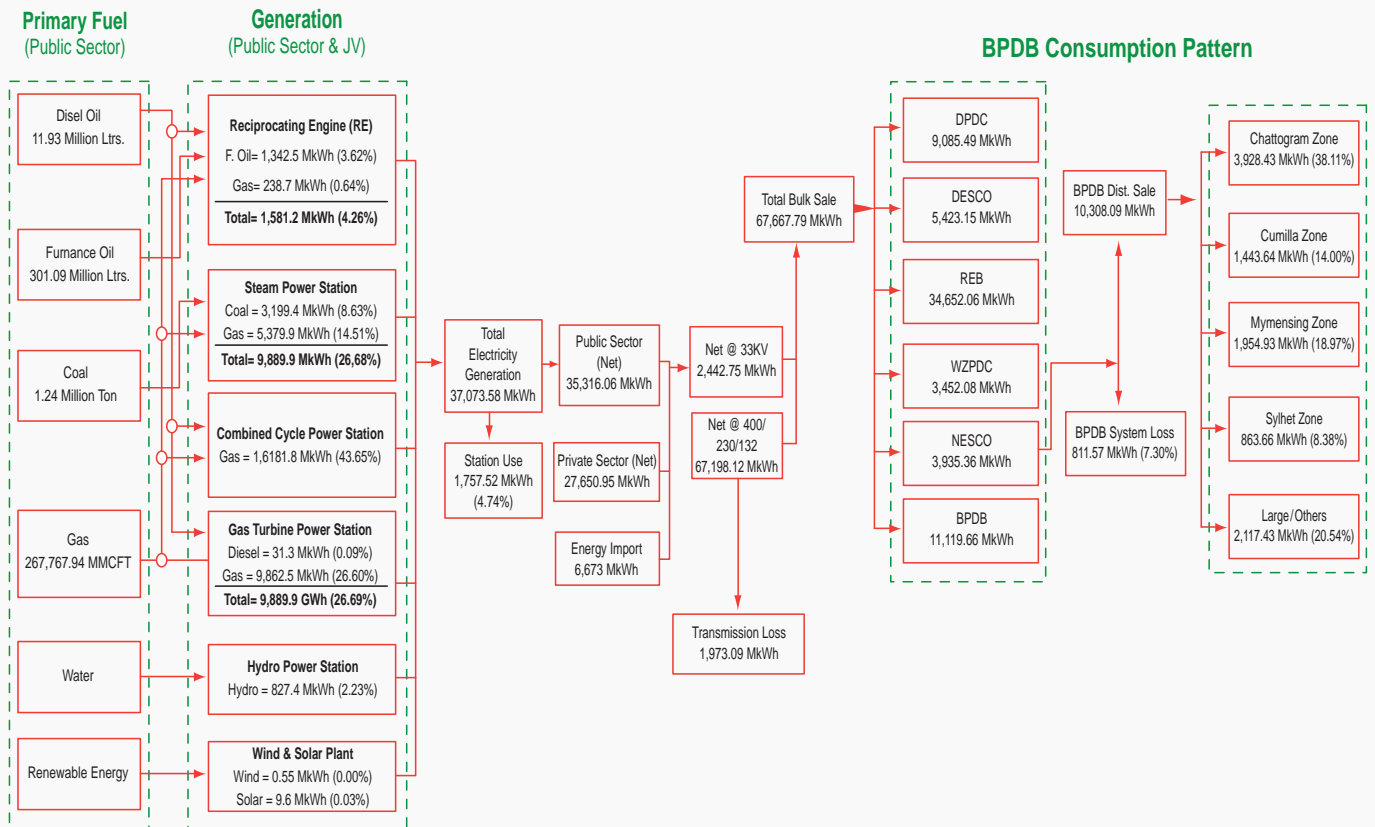 Primary Fuel
(Public Sector)
Disel Oil
11.93 Million Ltrs.
Furnance Oil
301.09 Million Ltrs.
Coal
1.24 Million Ton
Gas
267,767.94 MMCFT
Water
Renewable Energy
Generation
(Public Sector & JV)
Reciprocating Engine (RE)
F. Oil= 1,342.5 MkWh (3.62%)
Gas= 238.7 MkWh (0.64%)
Total= 1,581.2 MkWh (4.26%)
Steam Power Station
Coal = 3,199.4 MkWh (8.63%)
Gas = 5,379.9 MkWh (14.51%)
Total= 9,889.9 MkWh (26,68%)
Combined Cycle Power Station
Gas = 1,6181.8 MkWh (43.65%)
Gas Turbine Power Station
Diesel = 31.3 MkWh (0.09%)
Gas = 9,862.5 MkWh (26.60%)
Total= 9,889.9 GWh (26.69%)
Hydro Power Station
Hydro = 827.4 MkWh (2.23%)
Wind & Solar Plant
Wind = 0.55 MkWh (0.00%)
Solar = 9.6 MkWh (0.03%)
Total
Electricity
Generation
37,073.58 MkWh
Station Use
1,757.52 MkWh
(4.74%)
Public Sector
(Net)
35,316.06 MkWh
Private Sector (Net)
27,650.95 MkWh
Energy Import
6,673 MkWh
Net @ 33KV
2,442.75 MkWh
Net @ 400/
230/132
67,198.12 MkWh
Transmission Loss
1,973.09 MkWh
Total Bulk Sale
67,667.79 MkWh
BPDB Consumption Pattern
DPDC
9,085.49 MkWh
DESCO
5,423.15 MkWh
REB
34,652.06 MkWh
WZPDC
3,452.08 MkWh
NESCO
3,935.36 MkWh
BPDB
11,119.66 MkWh
BPDB Dist. Sale
10,308.09 MkWh
BPDB System Loss
811.57 MkWh (7.30%)
Chattogram Zone
3,928.43 MkWh (38.11%)
Cumilla Zone
1,443.64 MkWh (14.00%)
Mymensing Zone
1,954.93 MkWh (18.97%)
Sylhet Zone
863.66 MkWh (8.38%)
Large/Others
2,117.43 MkWh (20.54%)